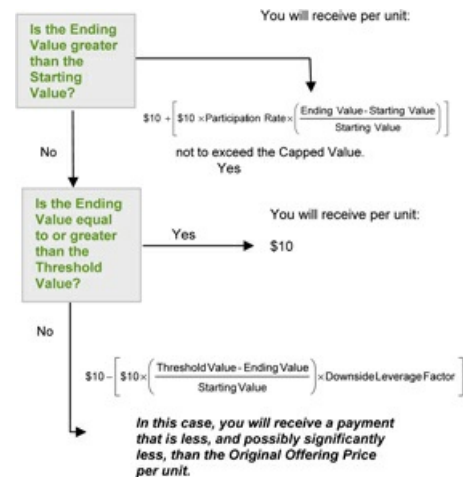 You will receive per unit:
Is the Ending
Value greater
than the
Starting
Value?
$10 + [ $10 × Participation Rate × ( Ending Value - Starting Value / Starting Value ) ]
not to exceed the Capped Value.
Yes
No
Is the Ending
Value equal
to or greater
than the
Threshold
Value?
Yes
You will receive per unit:
$10
No
$10 − [ $10 × ( Threshold Value - Ending Value / Starting Value ) × Downside Leverage Factor ]
In this case, you will receive a payment
that is less, and possibly significantly
less, than the Original Offering Price
per unit.